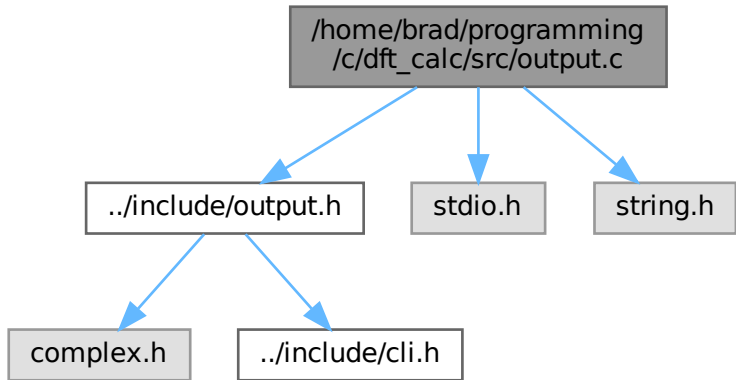 /home/brad/programming
/c/dft_calc/src/output.c
../include/output.h
stdio.h
string.h
complex.h
../include/cli.h